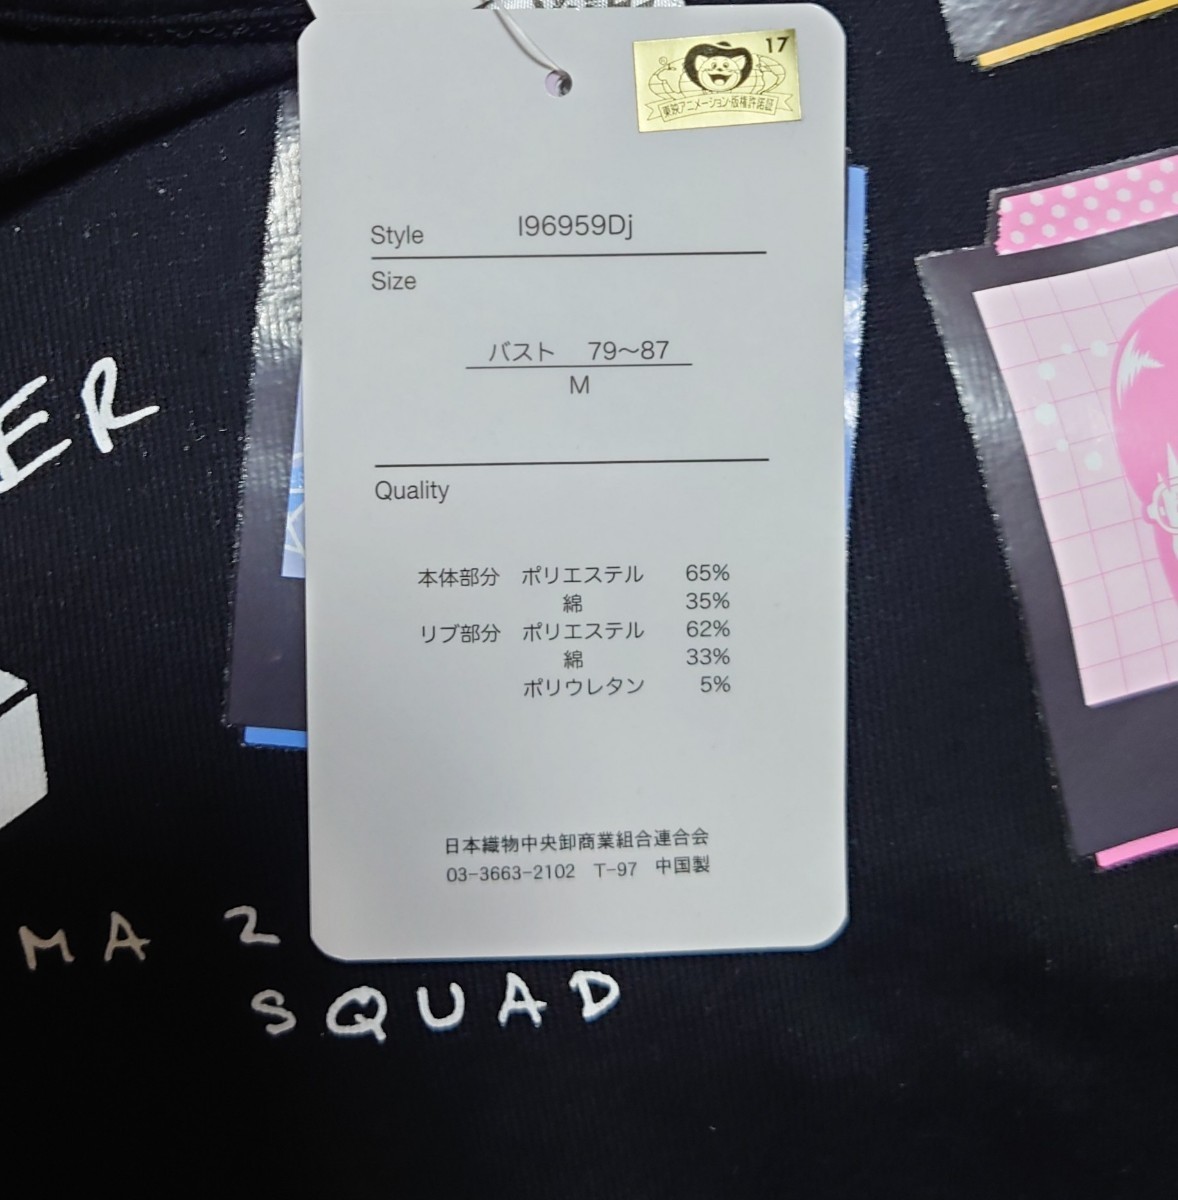 17
東映アニメーション・版権許諾証
Style I96959Dj
Size
バスト 79〜87
M
Quality
本体部分 ポリエステル 65%
綿 35%
リブ部分 ポリエステル 62%
綿 33%
ポリウレタン 5%
日本織物中央卸商業組合連合会
03-3663-2102 T-97 中国製
ER
MA 2
SQUAD